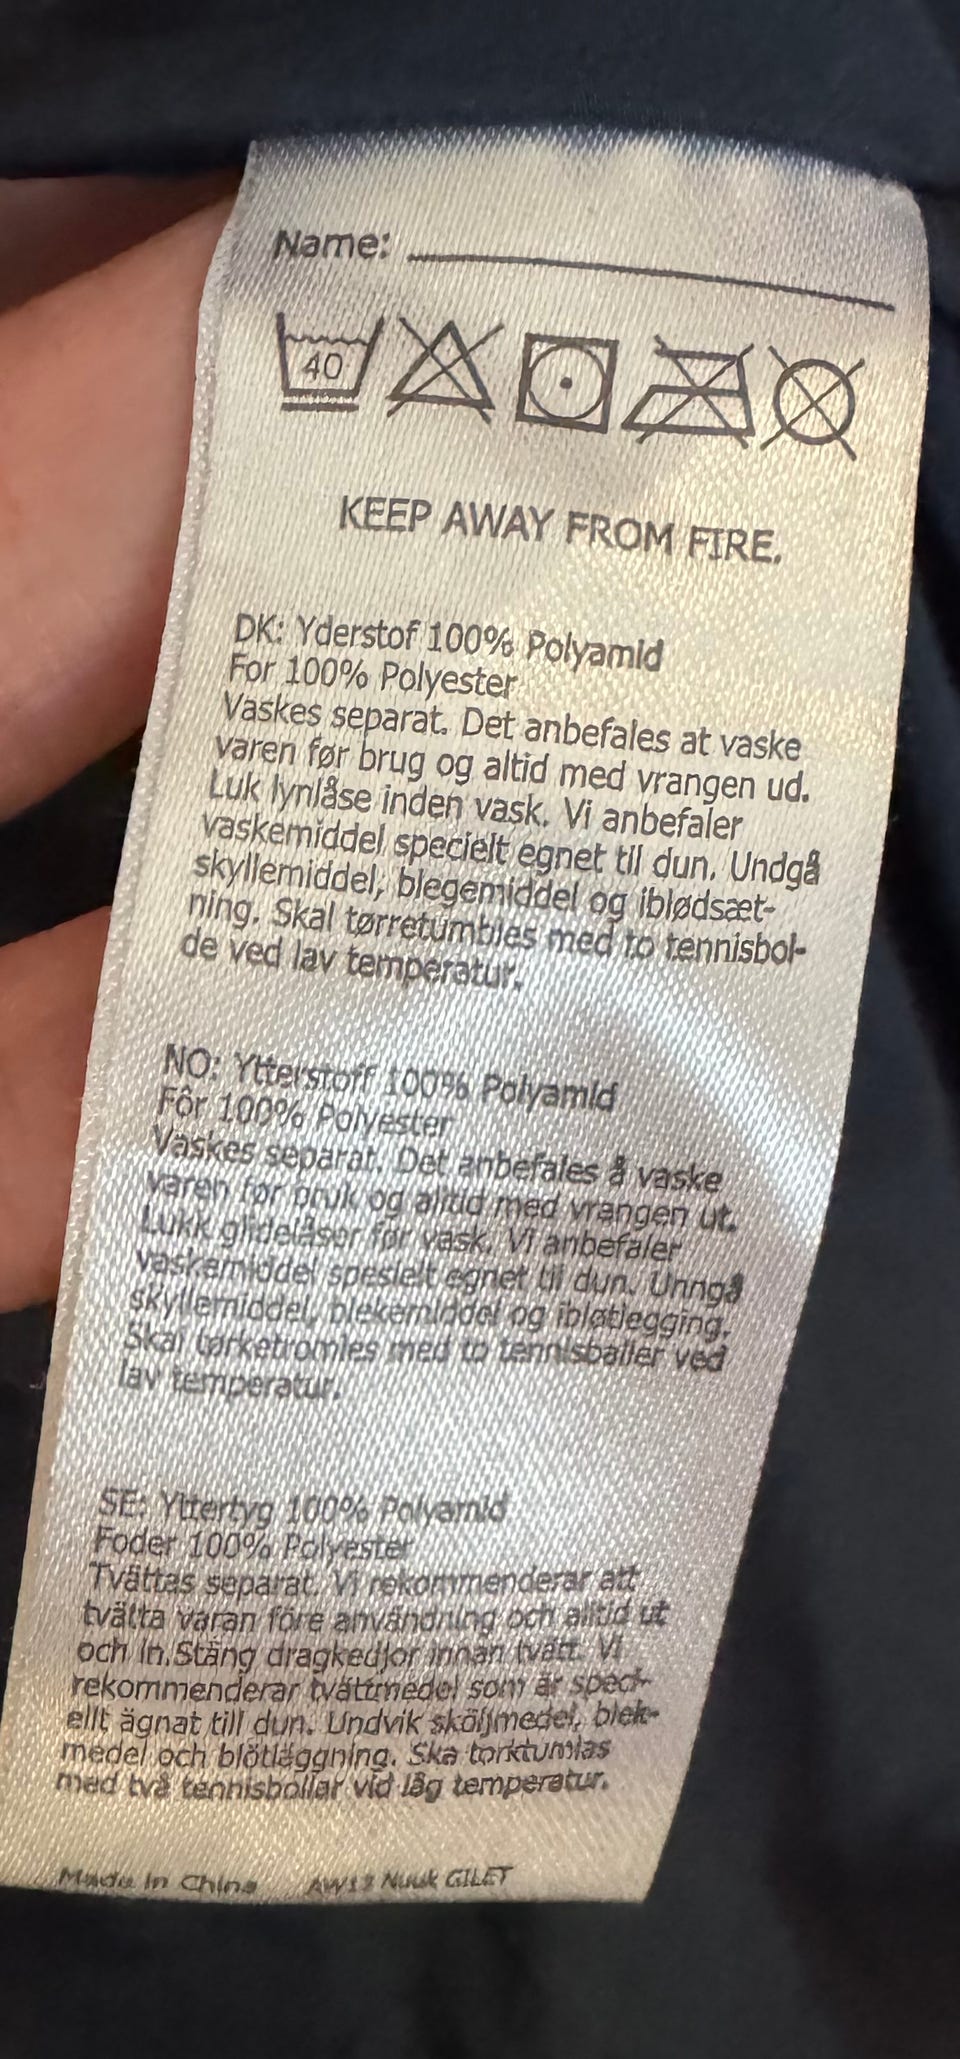 Name:
40
KEEP AWAY FROM FIRE.
DK: Yderstof 100% Polyamid
For 100% Polyester
Vaskes separat. Det anbefales at vaske
varen før brug og altid med vrangen ud.
Luk lynlåse inden vask. Vi anbefaler
vaskemiddel specielt egnet til dun. Undgå
skyllemiddel, blegemiddel og iblødsæt-
ning. Skal tørretumbles med to tennisbol-
de ved lav temperatur.
NO: Ytterstoff 100% Polyamid
Fôr 100% Polyester
Vaskes separat. Det anbefales å vaske
varen før bruk og alltid med vrangen ut.
Lukk glidelåser før vask. Vi anbefaler
vaskemiddel spesielt egnet til dun. Unngå
skyllemiddel, blekemiddel og ibløtlegging.
Skal tørketromles med to tennisballer ved
lav temperatur.
SE: Yttertyg 100% Polyamid
Foder 100% Polyester
Tvättas separat. Vi rekommenderar att
tvätta varan före användning och alltid ut
och in.Stäng dragkedjor innan tvätt. Vi
rekommenderar tvättmedel som är speci-
ellt ägnat till dun. Undvik sköljmedel, blek-
medel och blötläggning. Ska torktumlas
med två tennisbollar vid låg temperatur.
Made In China Nuuk GILET